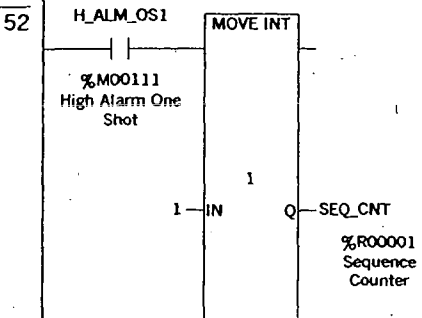 52
H_ALM_OS1
MOVE INT
%M00111
High Alarm One
Shot
1
1
IN
Q
SEQ_CNT
%R00001
Sequence
Counter